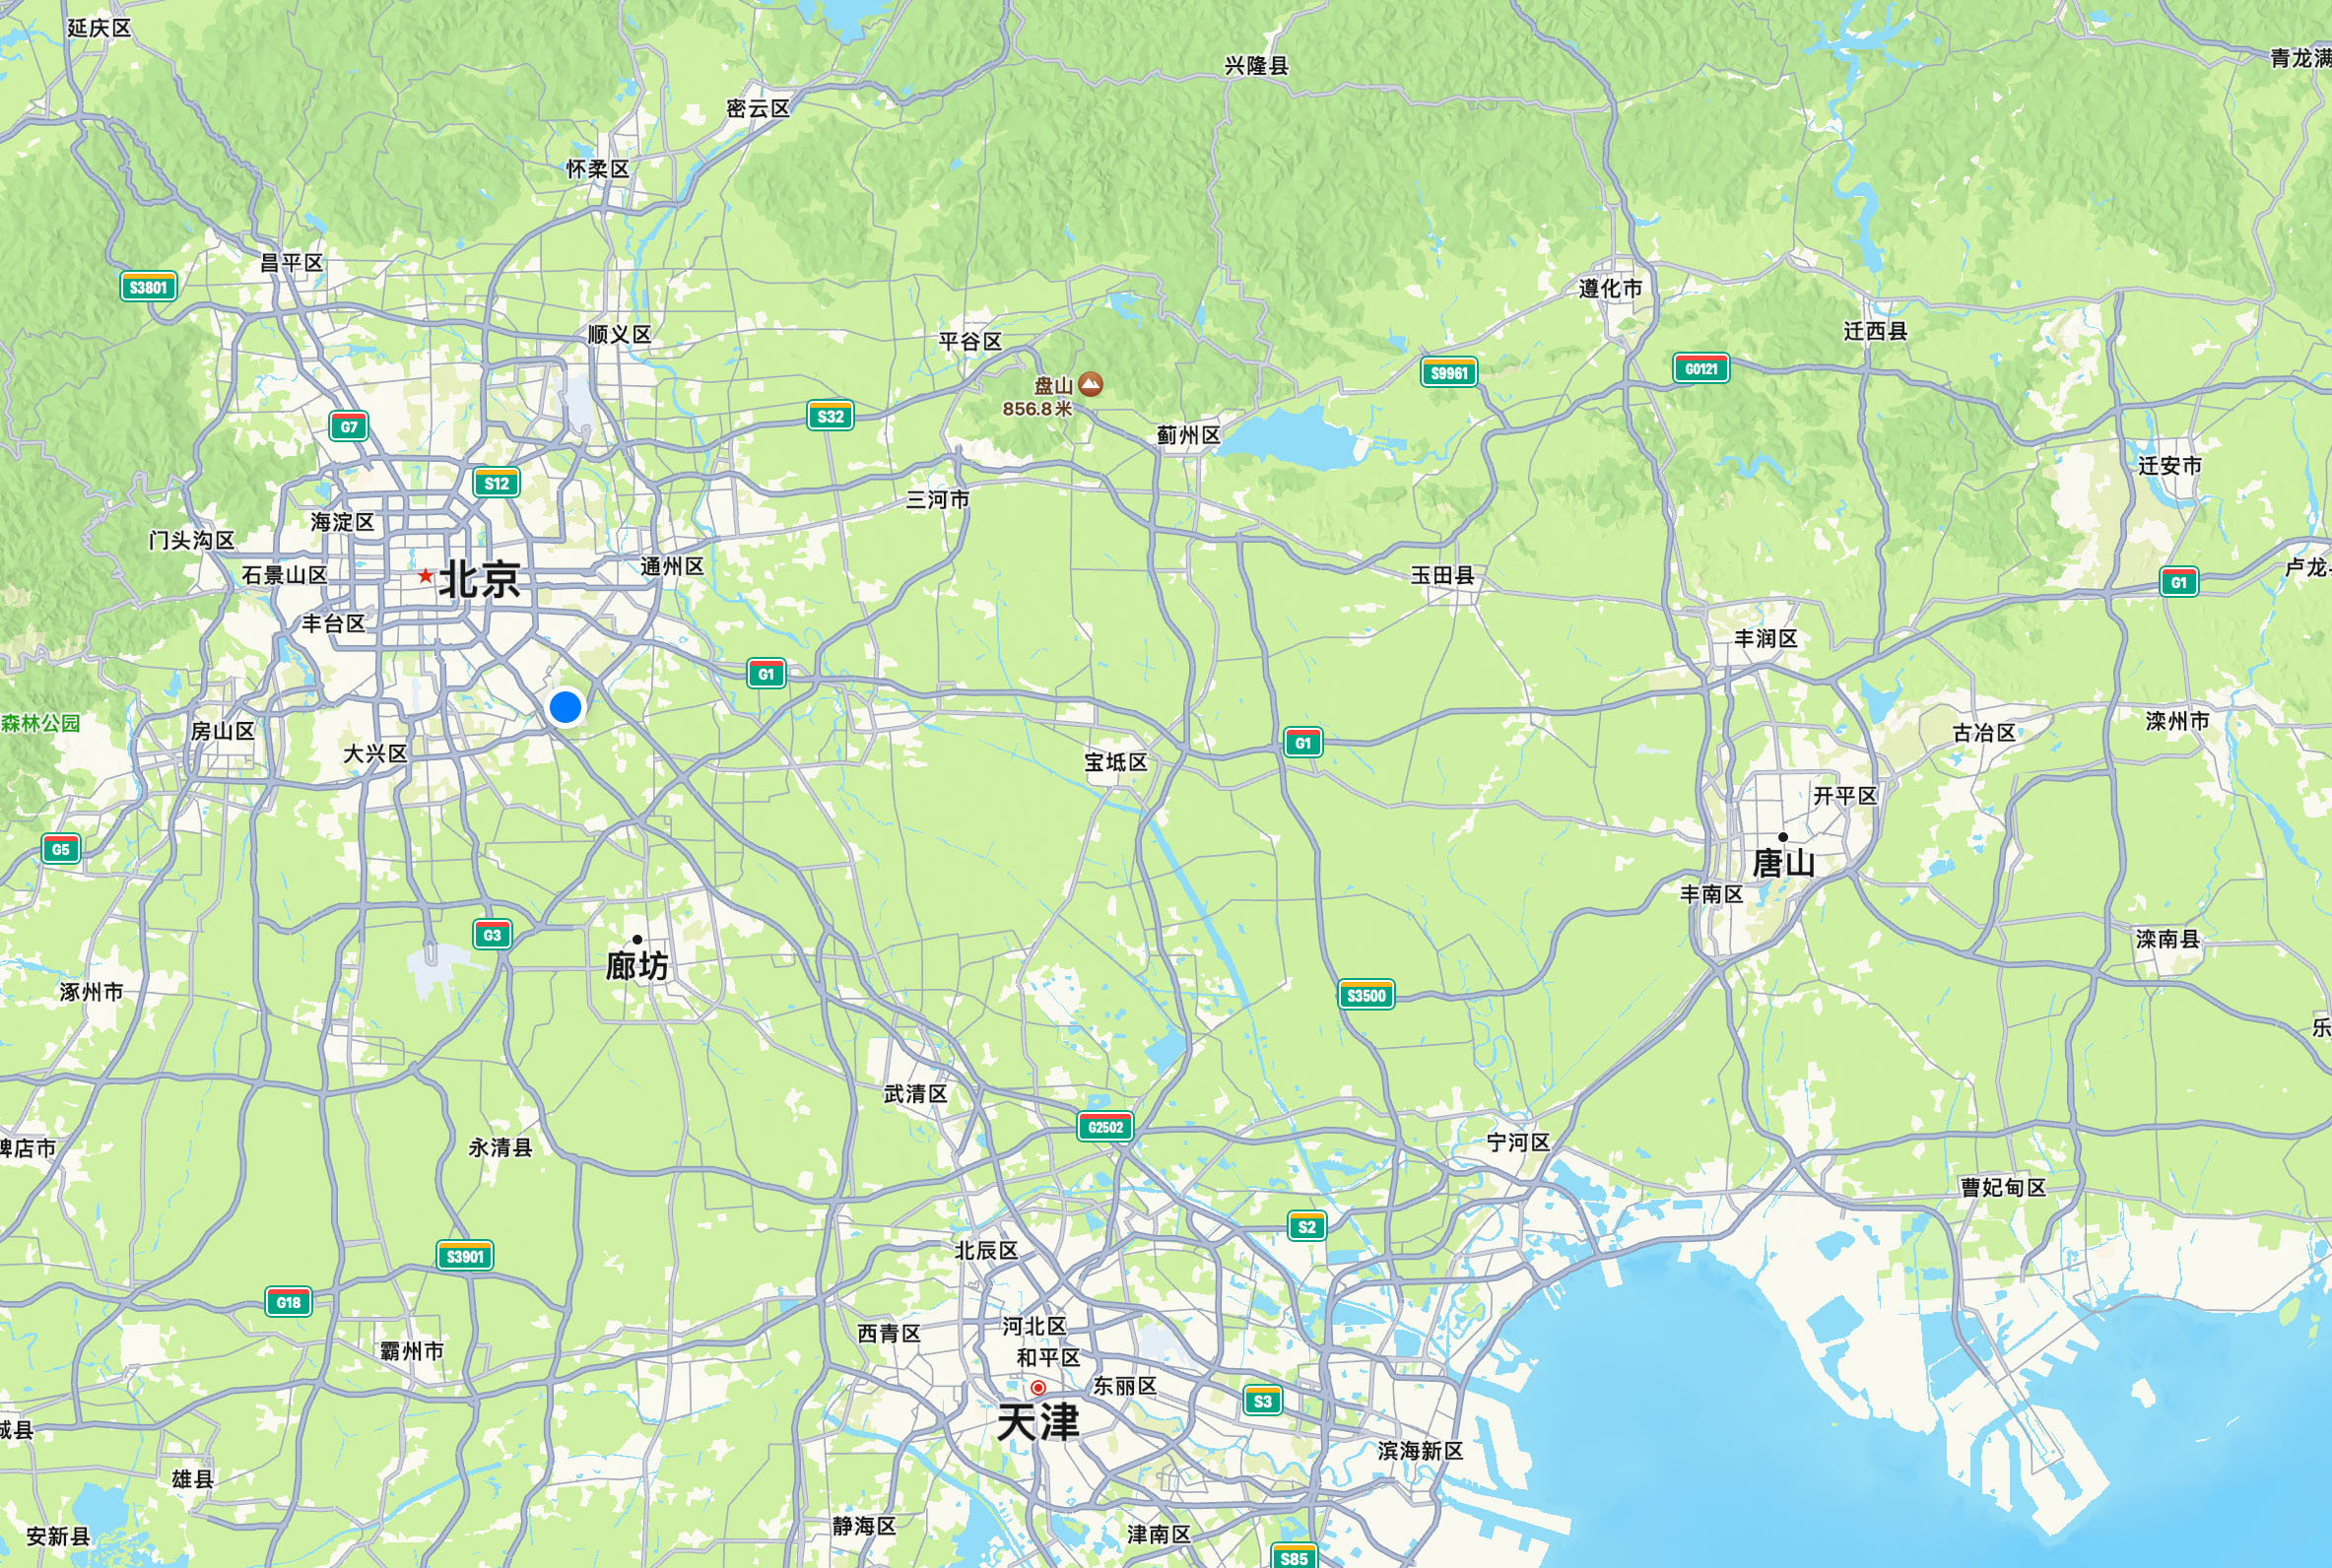 延庆区
兴隆县
青龙满
密云区
怀柔区
昌平区
S3801
遵化市
顺义区
平谷区
迁西县
S9961
G0121
盘山
856.8 米
S32
G7
蓟州区
迁安市
S12
三河市
海淀区
门头沟区
通州区
石景山区
北京
玉田县
卢龙
G1
丰台区
丰润区
G1
森林公园
房山区
滦州市
古冶区
G1
大兴区
宝坻区
开平区
G5
唐山
丰南区
G3
滦南县
廊坊
涿州市
S3500
乐
武清区
G2502
宁河区
碑店市
永清县
曹妃甸区
S2
北辰区
S3901
G18
河北区
西青区
霸州市
和平区
东丽区
S3
天津
城县
滨海新区
雄县
静海区
津南区
安新县
S85